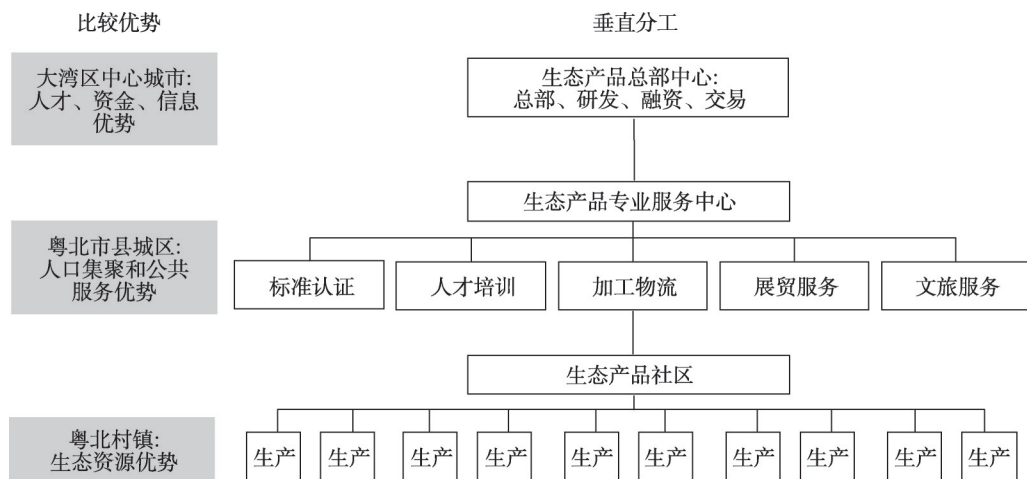 比较优势
垂直分工
大湾区中心城市:
人才、资金、信息
优势
生态产品总部中心:
总部、研发、融资、交易
生态产品专业服务中心
粤北市县城区:
人口集聚和公共
服务优势
标准认证
人才培训
加工物流
展贸服务
文旅服务
生态产品社区
粤北村镇:
生态资源优势
生产
生产
生产
生产
生产
生产
生产
生产
生产
生产